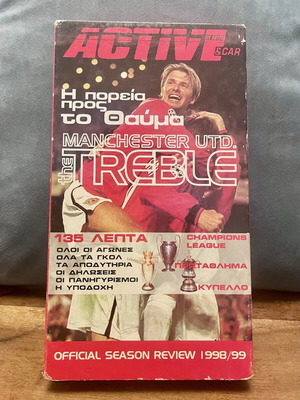 ACTIVE
& CAR
Η πορεία
προς
το Θαύμα
MANCHESTER UTD.
the TREBLE
135 ΛΕΠΤΑ
ΟΛΟΙ ΟΙ ΑΓΩΝΕΣ
ΟΛΑ ΤΑ ΓΚΟΛ
ΤΑ ΑΠΟΔΥΤΗΡΙΑ
ΟΙ ΔΗΛΩΣΕΙΣ
ΟΙ ΠΑΝΗΓΥΡΙΣΜΟΙ
Η ΥΠΟΔΟΧΗ
CHAMPIONS
LEAGUE
ΠΡΩΤΑΘΛΗΜΑ
ΚΥΠΕΛΛΟ
OFFICIAL SEASON REVIEW 1998/99